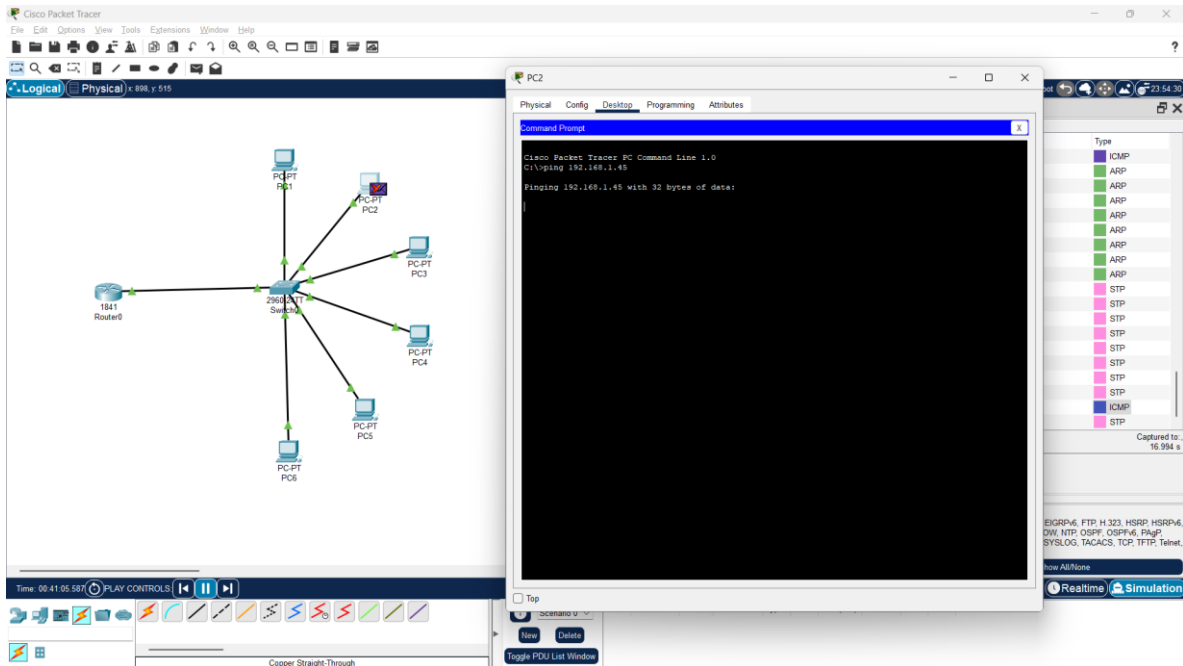 Cisco Packet Tracer
File Edit Options View Tools Extensions Window Help
?
Logical Physical x: 898, y: 515
23:54:30
PC-PT
PC1
PC-PT
PC2
PC-PT
PC3
1841
Router0
2960-24TT
Switch0
PC-PT
PC4
PC-PT
PC5
PC-PT
PC6
PC2
Physical Config Desktop Programming Attributes
Command Prompt X
Cisco Packet Tracer PC Command Line 1.0
C:\>ping 192.168.1.45
Pinging 192.168.1.45 with 32 bytes of data:
Top
Type
ICMP
ARP
ARP
ARP
ARP
ARP
ARP
ARP
ARP
STP
STP
STP
STP
STP
STP
STP
STP
ICMP
STP
Captured to:
16.994 s
EIGRPv6, FTP, H.323, HSRP, HSRPv6,
NTP, OSPF, OSPFv6, PAgP,
SYSLOG, TACACS, TCP, TFTP, Telnet,
Show All/None
Time: 00:41:05.587 PLAY CONTROLS:
Realtime Simulation
Scenario 0
New Delete
Toggle PDU List Window
Copper Straight-Through